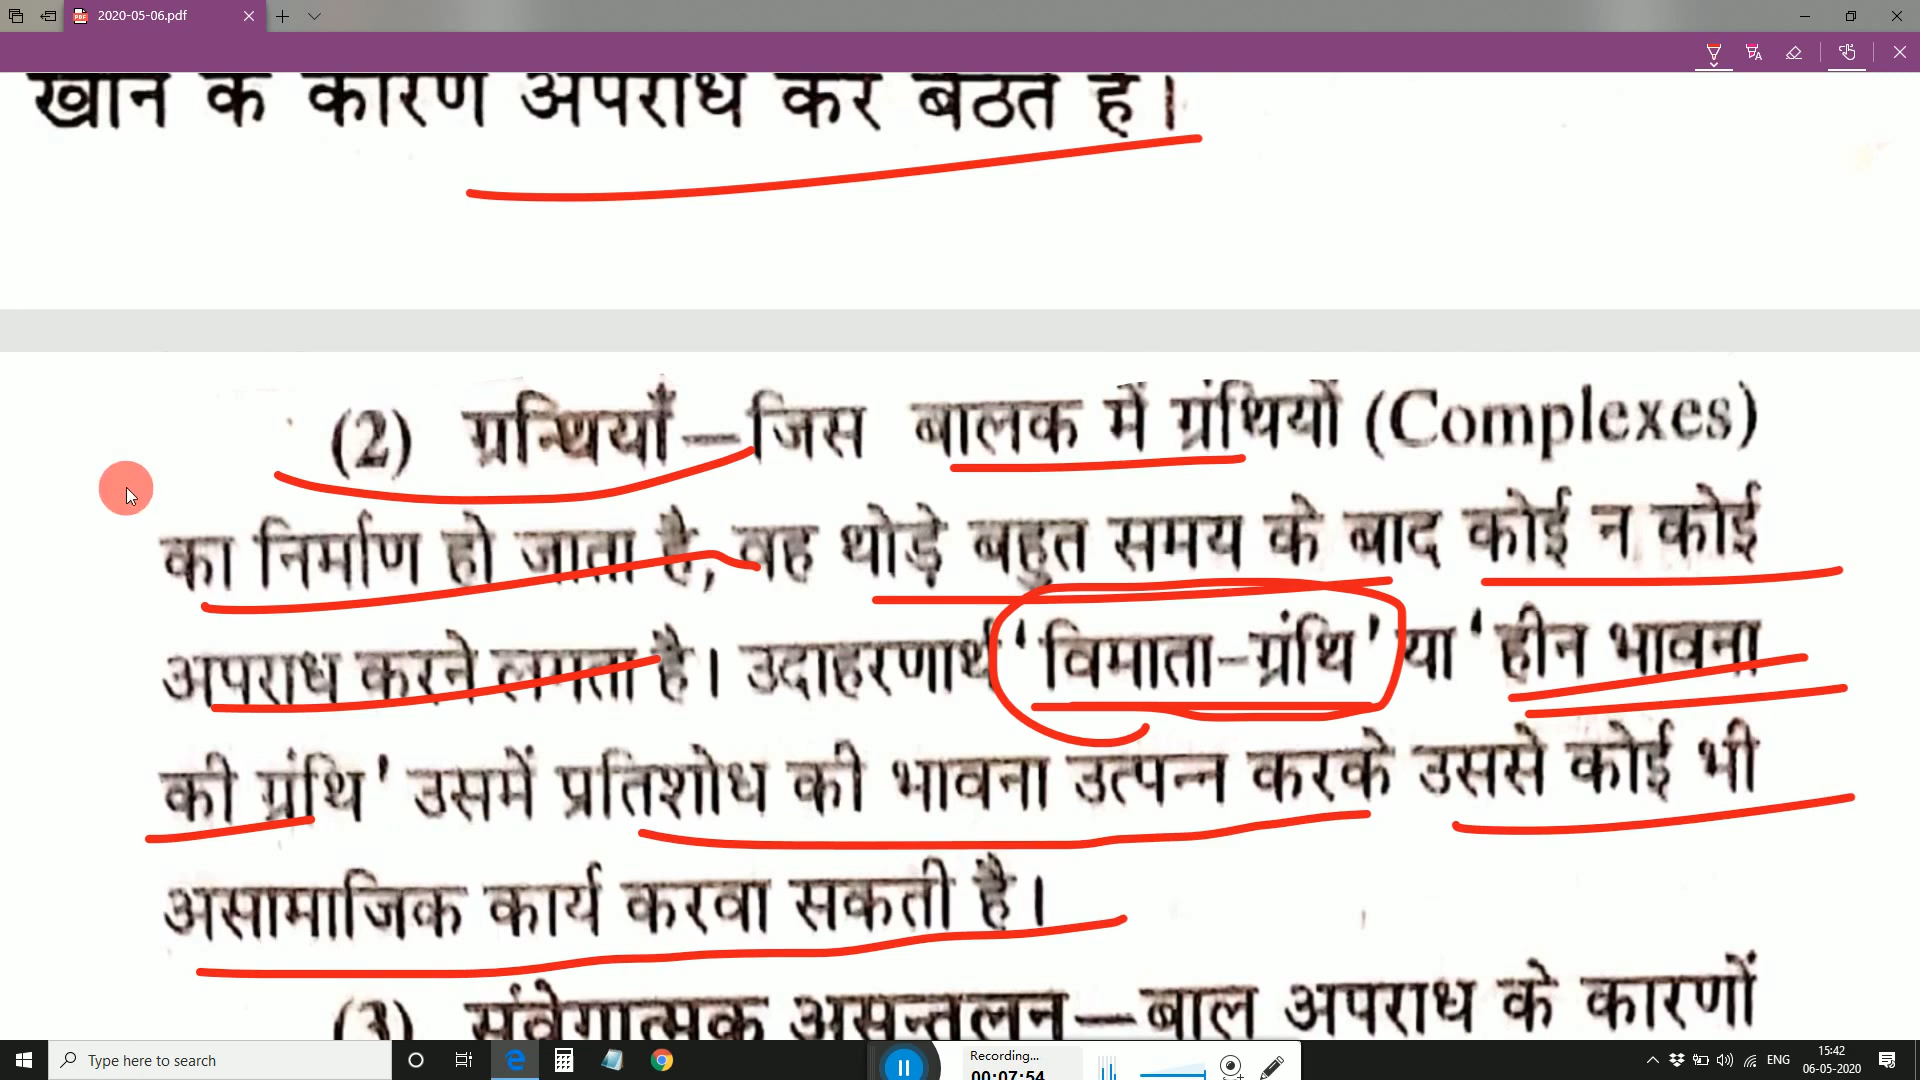 2020-05-06.pdf
खाने के कारण अपराध कर बैठते हैं।
(2) ग्रन्थियाँ—जिस बालक में ग्रंथियों (Complexes)
का निर्माण हो जाता है, वह थोड़े बहुत समय के बाद कोई न कोई
अपराध करने लगता है। उदाहरणार्थ 'विमाता-ग्रंथि' या 'हीन भावना
की ग्रंथि' उसमें प्रतिशोध की भावना उत्पन्न करके उससे कोई भी
असामाजिक कार्य करवा सकती है।
(3) संवेगात्मक असन्तुलन—बाल अपराध के कारणों
Type here to search
Recording...
00:07:54
ENG
15:42
06-05-2020